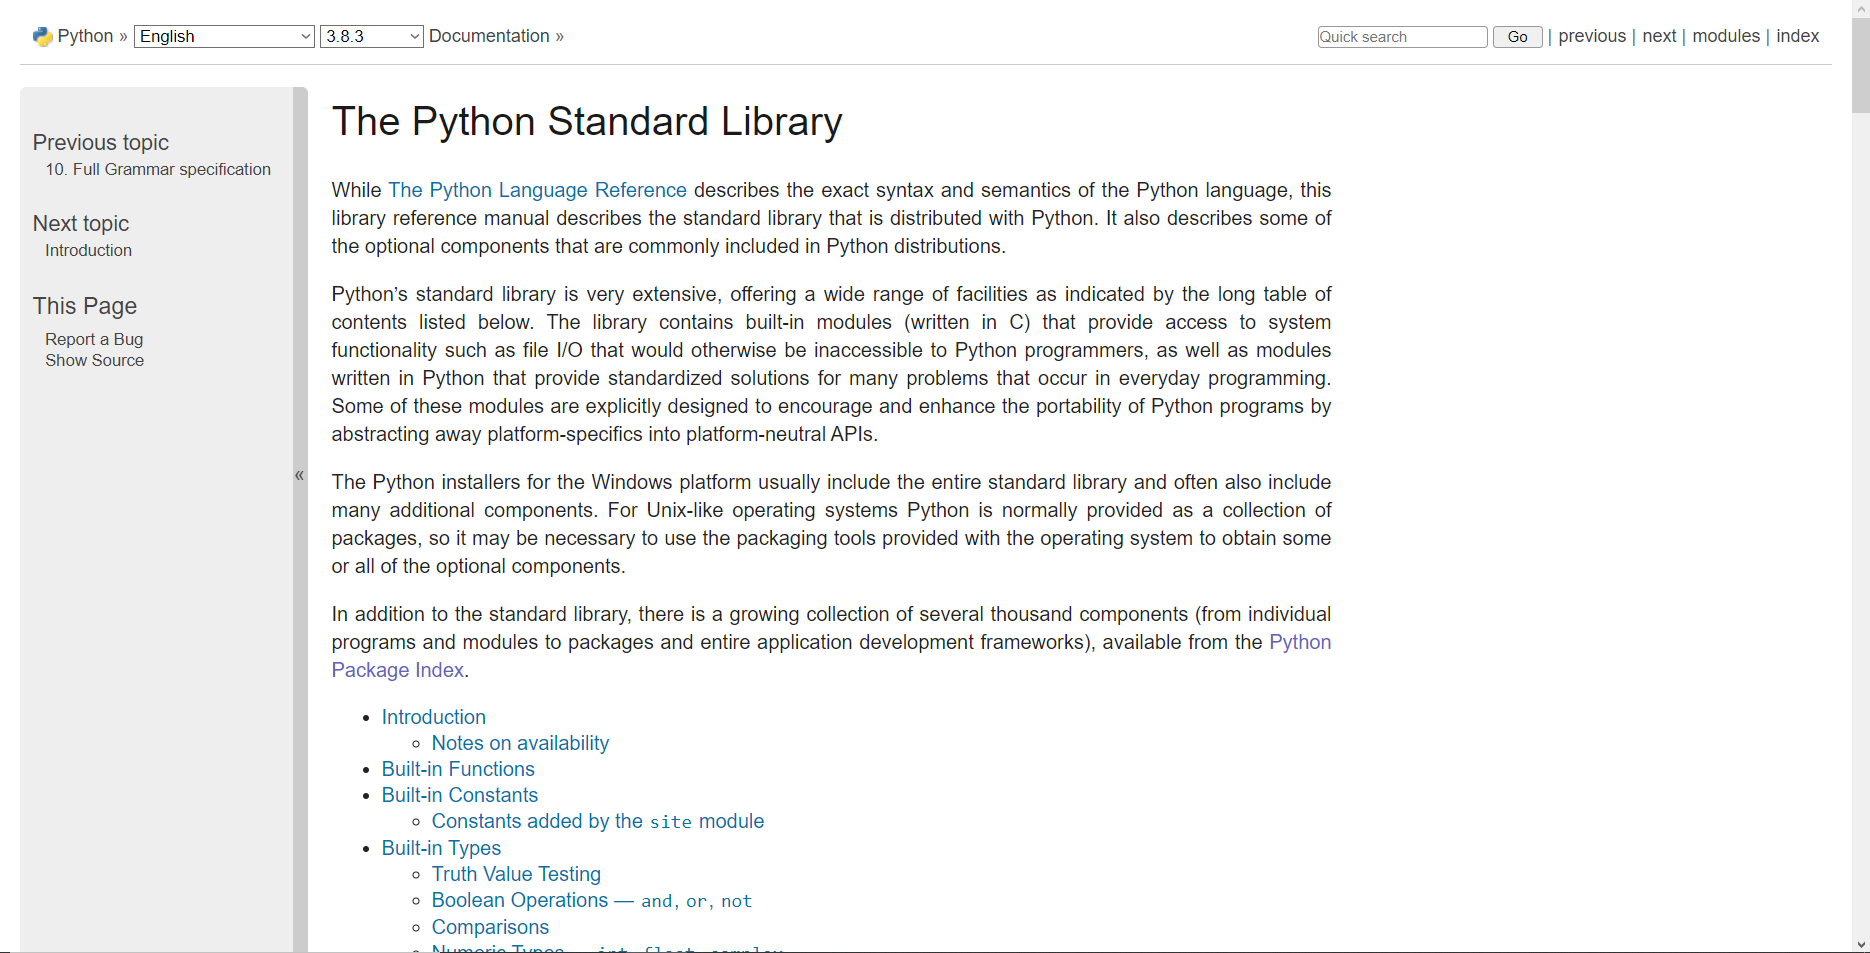 Python » English 3.8.3 Documentation » Quick search Go | previous | next | modules | index
Previous topic
10. Full Grammar specification
Next topic
Introduction
This Page
Report a Bug
Show Source
«
The Python Standard Library
While The Python Language Reference describes the exact syntax and semantics of the Python language, this
library reference manual describes the standard library that is distributed with Python. It also describes some of
the optional components that are commonly included in Python distributions.
Python’s standard library is very extensive, offering a wide range of facilities as indicated by the long table of
contents listed below. The library contains built-in modules (written in C) that provide access to system
functionality such as file I/O that would otherwise be inaccessible to Python programmers, as well as modules
written in Python that provide standardized solutions for many problems that occur in everyday programming.
Some of these modules are explicitly designed to encourage and enhance the portability of Python programs by
abstracting away platform-specifics into platform-neutral APIs.
The Python installers for the Windows platform usually include the entire standard library and often also include
many additional components. For Unix-like operating systems Python is normally provided as a collection of
packages, so it may be necessary to use the packaging tools provided with the operating system to obtain some
or all of the optional components.
In addition to the standard library, there is a growing collection of several thousand components (from individual
programs and modules to packages and entire application development frameworks), available from the Python
Package Index.
• Introduction
◦ Notes on availability
• Built-in Functions
• Built-in Constants
◦ Constants added by the site module
• Built-in Types
◦ Truth Value Testing
◦ Boolean Operations — and, or, not
◦ Comparisons
◦ Numeric Types — int, float, complex